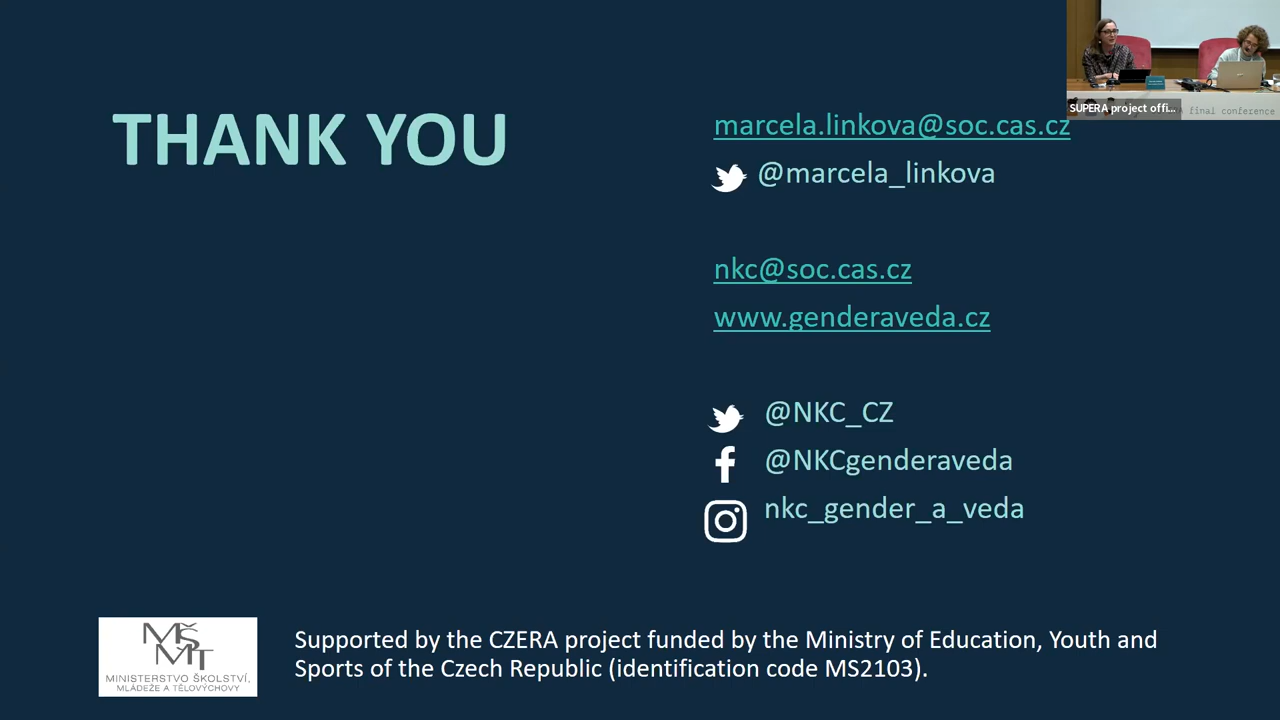 THANK YOU
marcela.linkova@soc.cas.cz
@marcela_linkova
nkc@soc.cas.cz
www.genderaveda.cz
@NKC_CZ
@NKCgenderaveda
nkc_gender_a_veda
MŠMT
MINISTERSTVO ŠKOLSTVÍ,
MLÁDEŽE A TĚLOVÝCHOVY
Supported by the CZERA project funded by the Ministry of Education, Youth and
Sports of the Czech Republic (identification code MS2103).
SUPERA project offi...
final conference